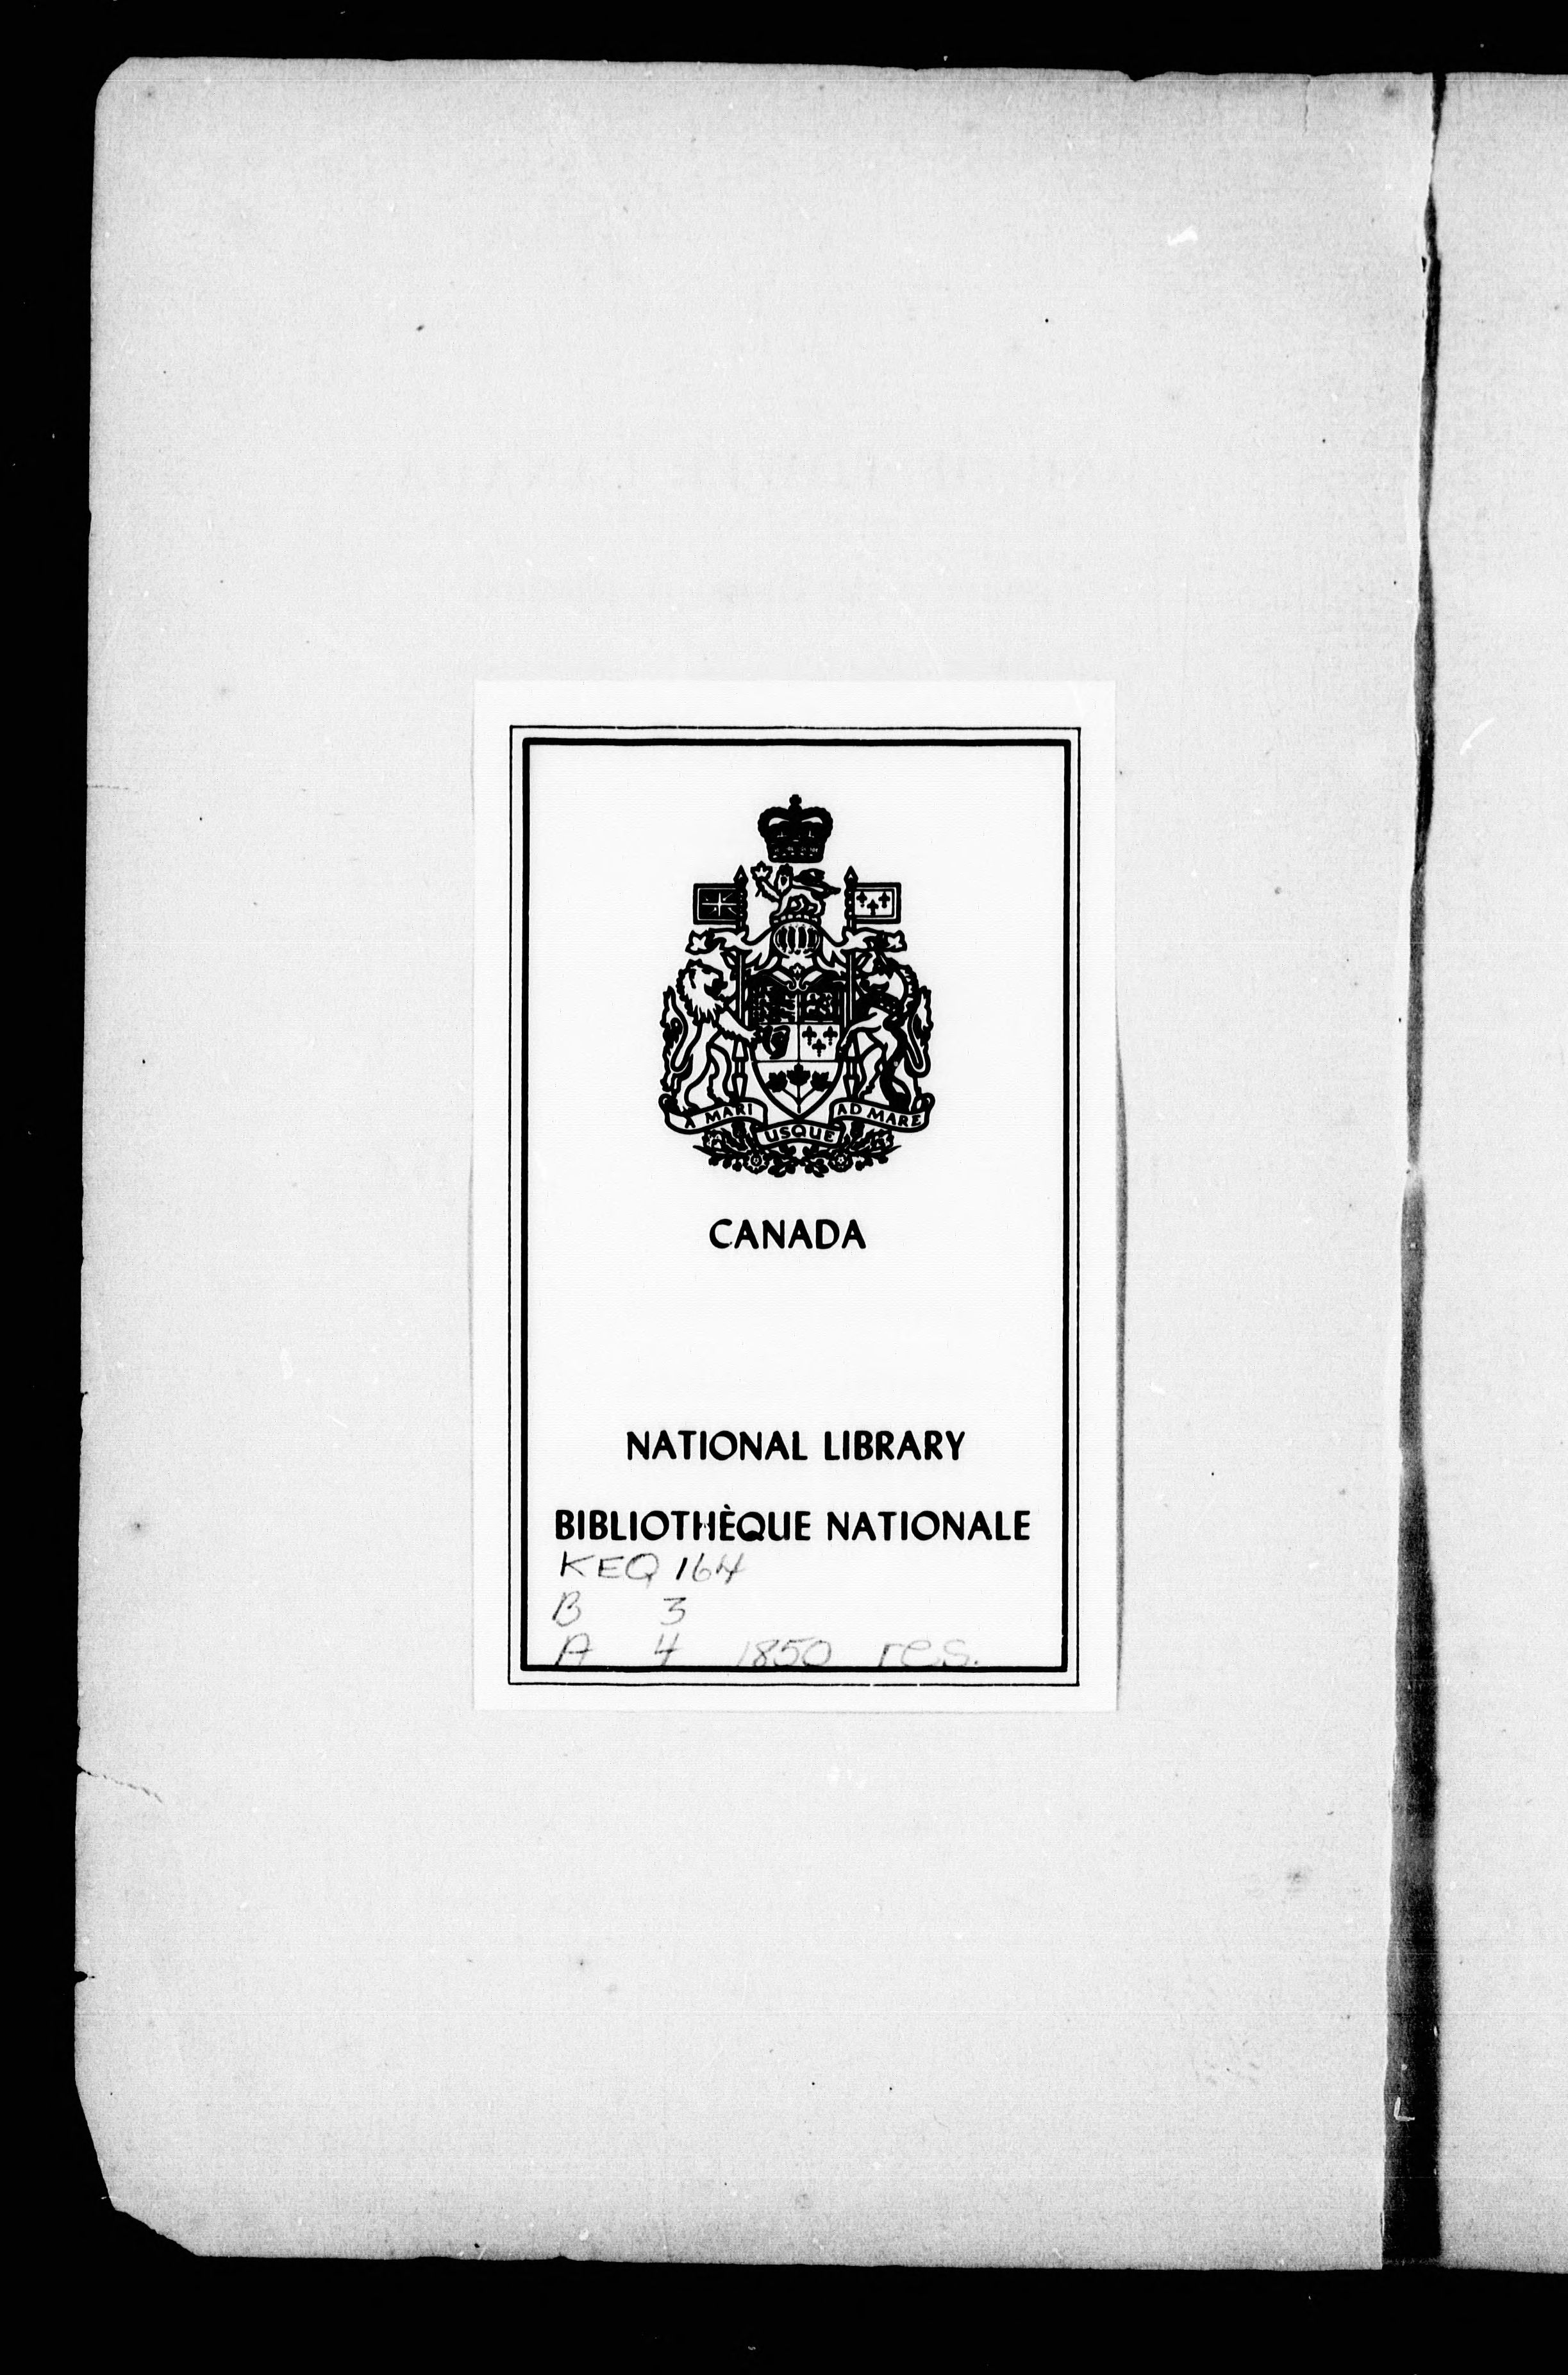 A MARI USQUE AD MARE
CANADA
NATIONAL LIBRARY
BIBLIOTHÈQUE NATIONALE
KEQ 164
B 3
A 4 1850 res.